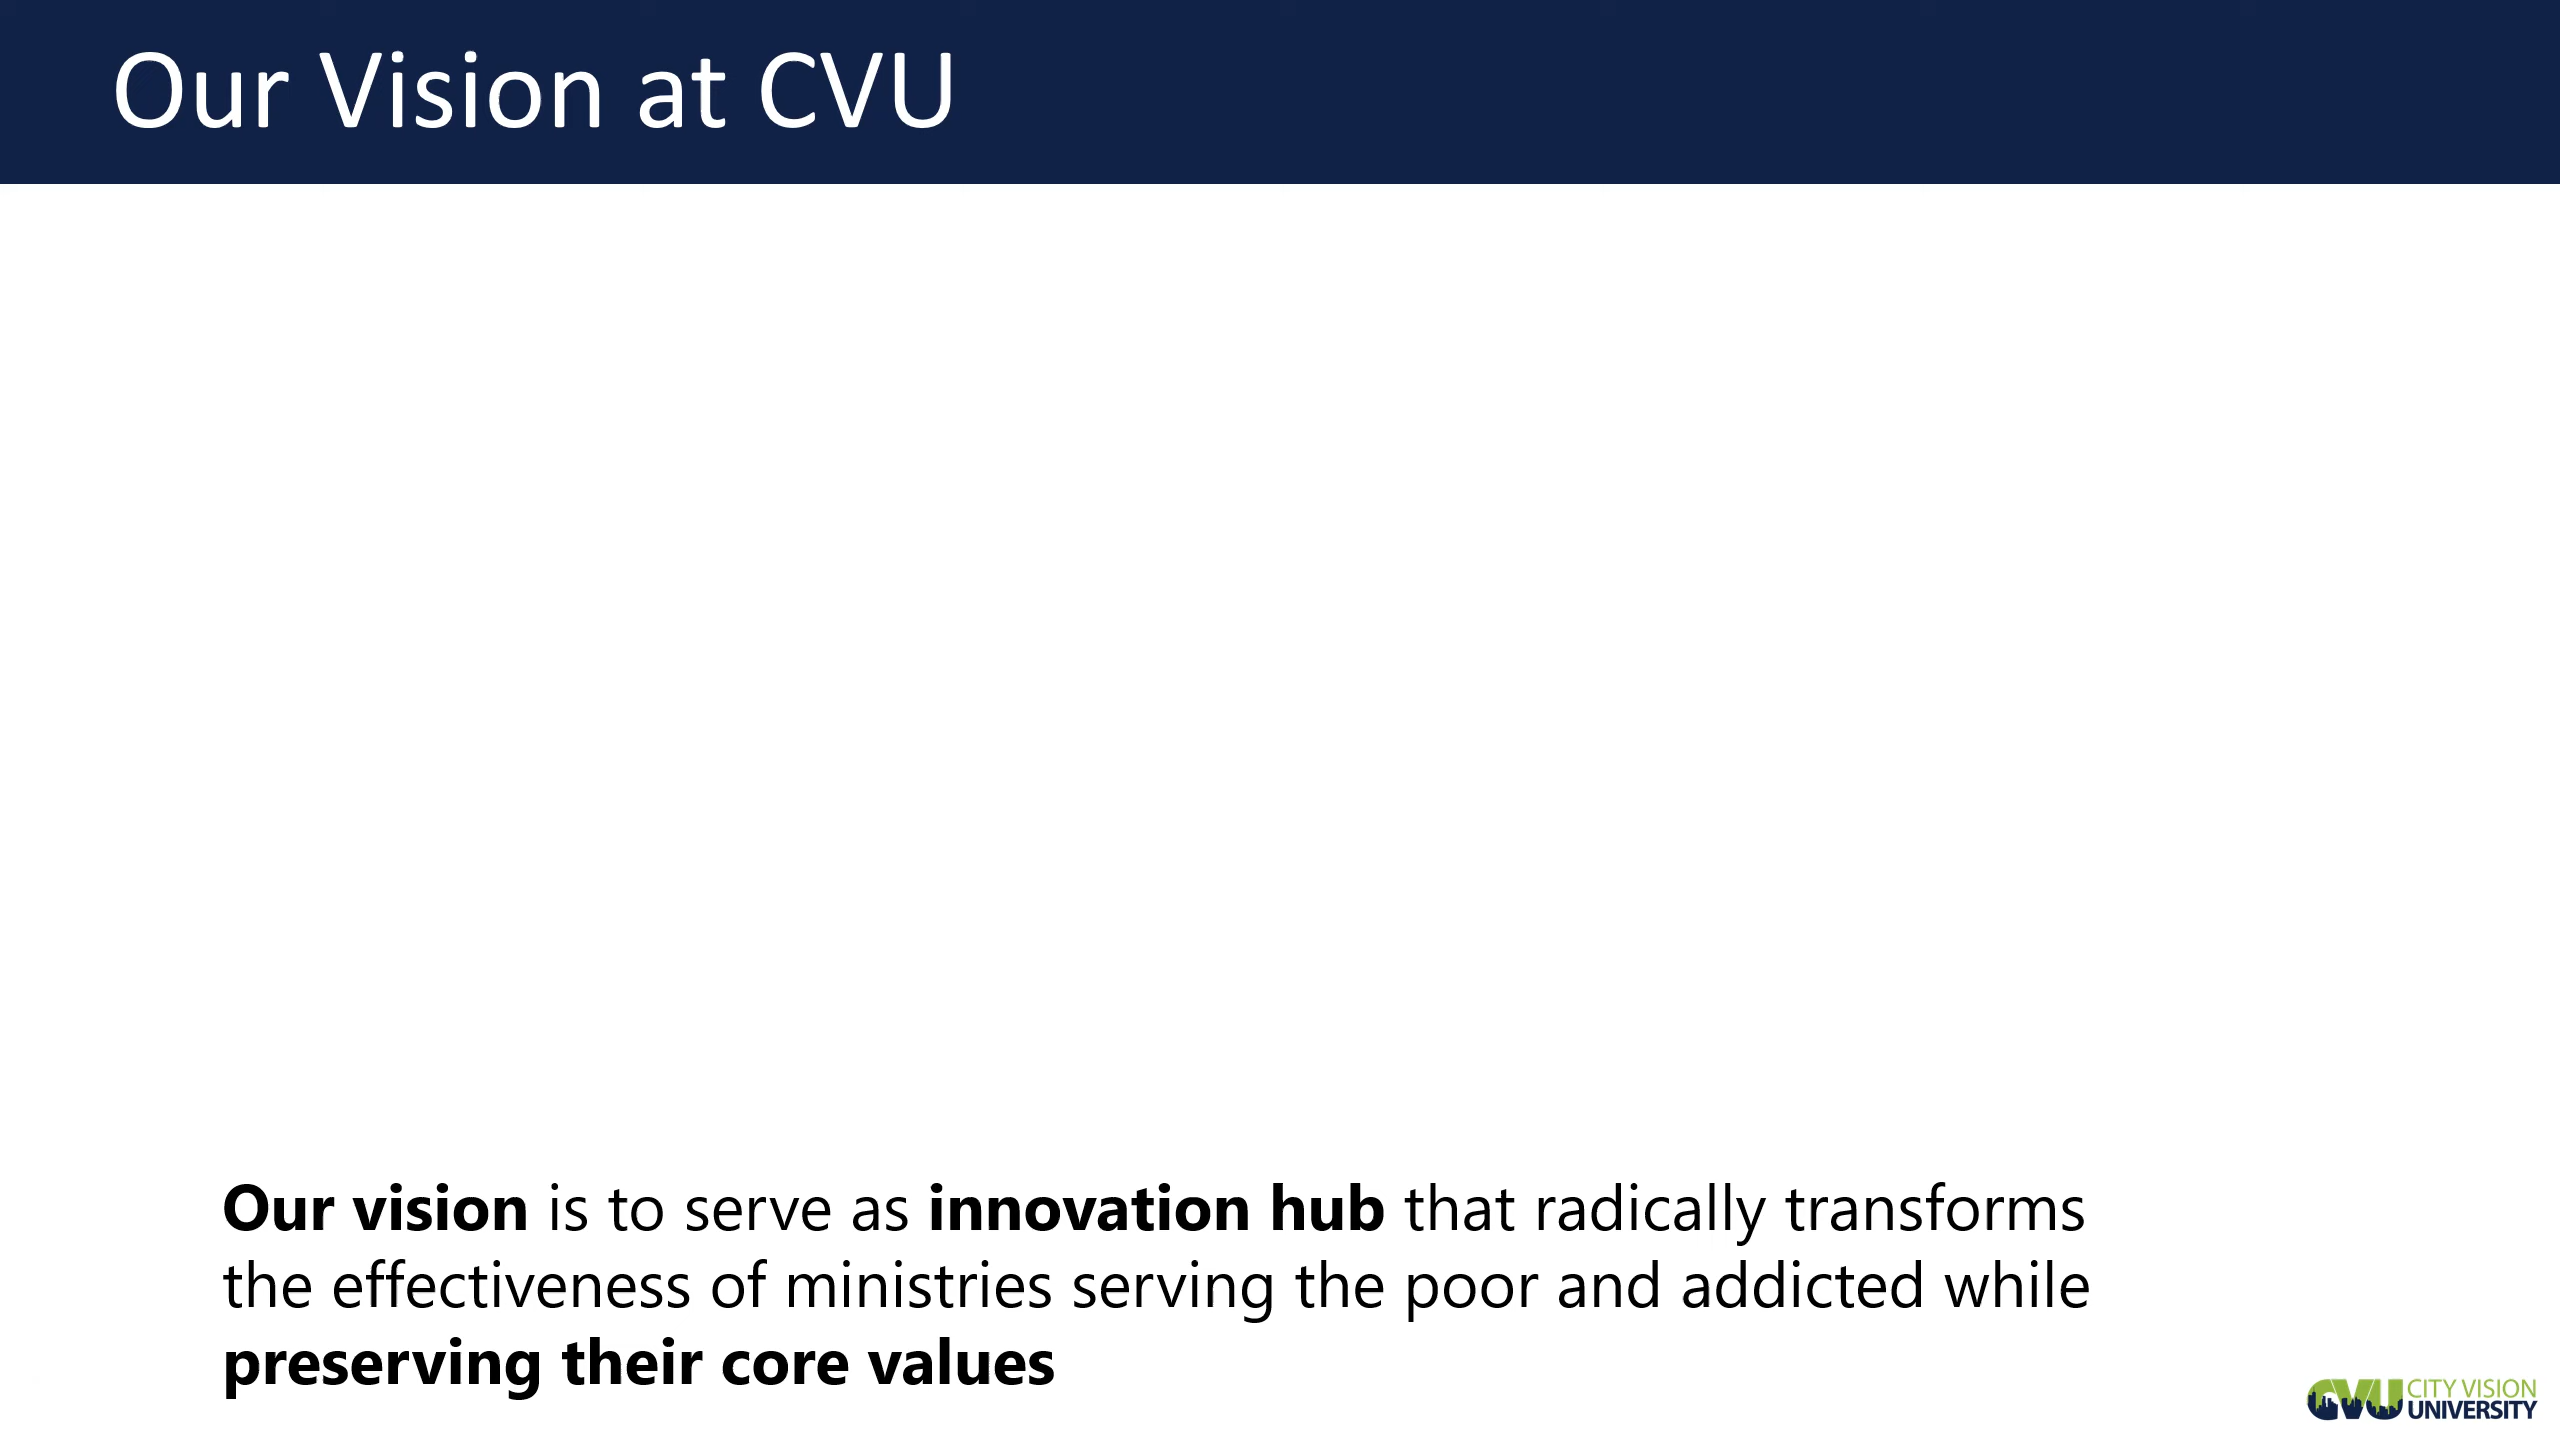 Our Vision at CVU
Our vision is to serve as innovation hub that radically transforms
the effectiveness of ministries serving the poor and addicted while
preserving their core values
CVU CITY VISION
UNIVERSITY